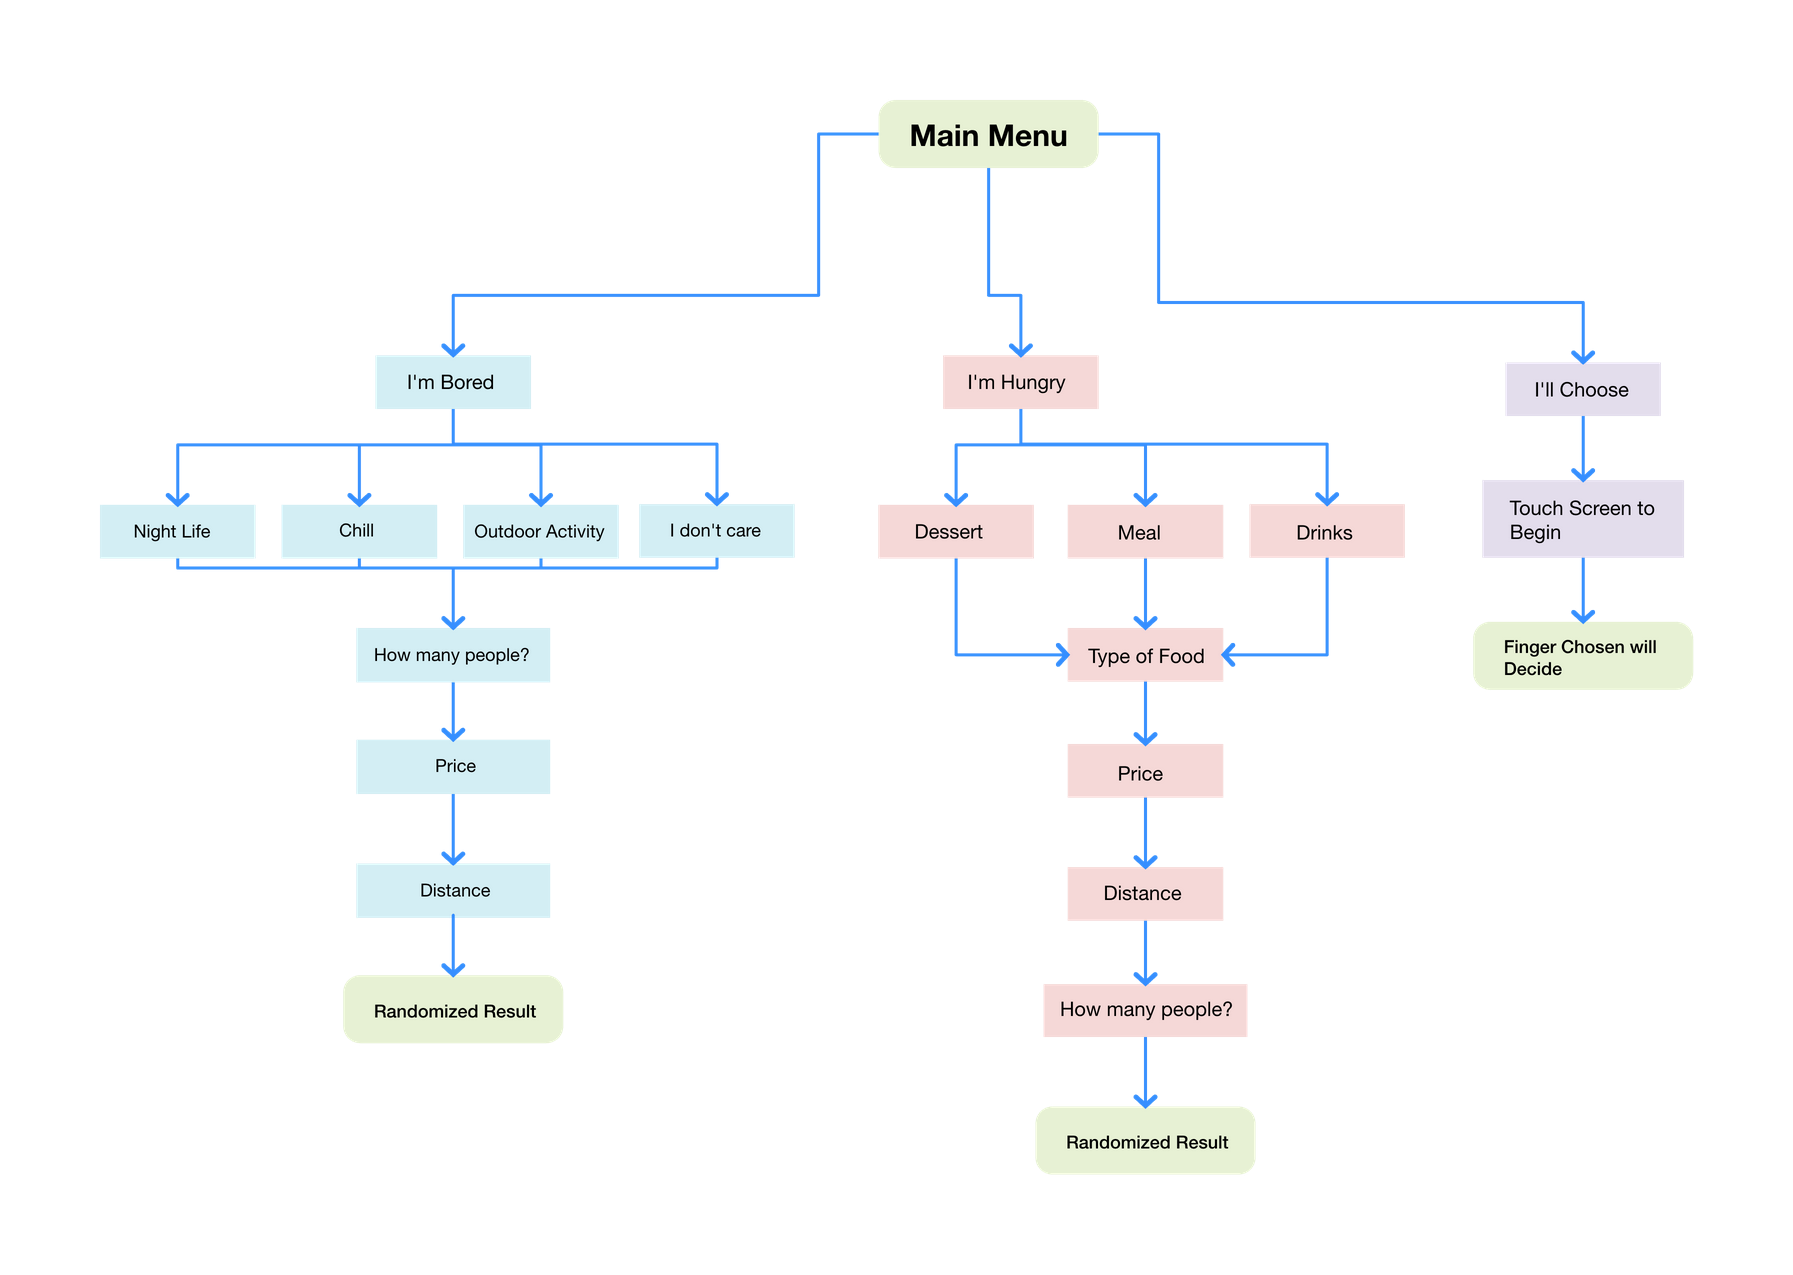 Main Menu
I'm Bored
I'm Hungry
I'll Choose
Night Life
Chill
Outdoor Activity
I don't care
Dessert
Meal
Drinks
Touch Screen to
Begin
How many people?
Type of Food
Finger Chosen will
Decide
Price
Price
Distance
Distance
Randomized Result
How many people?
Randomized Result